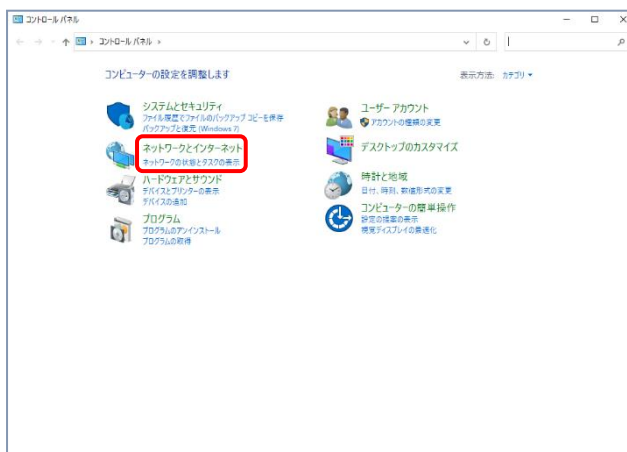 コントロール パネル
コントロール パネル
コンピューターの設定を調整します
表示方法: カテゴリ
システムとセキュリティ
ファイル履歴でファイルのバックアップ コピーを保存
バックアップと復元 (Windows 7)
ネットワークとインターネット
ネットワークの状態とタスクの表示
ハードウェアとサウンド
デバイスとプリンターの表示
デバイスの追加
プログラム
プログラムのアンインストール
プログラムの取得
ユーザー アカウント
アカウントの種類の変更
デスクトップのカスタマイズ
時計と地域
日付、時刻、数値形式の変更
コンピューターの簡単操作
設定の提案の表示
視覚ディスプレイの最適化